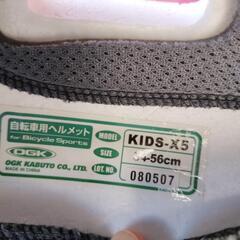 自転車用ヘルメット
for Bicycle Sports
OGK
OGK KABUTO CO., LTD.
MADE IN CHINA
MODEL KIDS-X5
SIZE -56cm
LOT. NO 080507